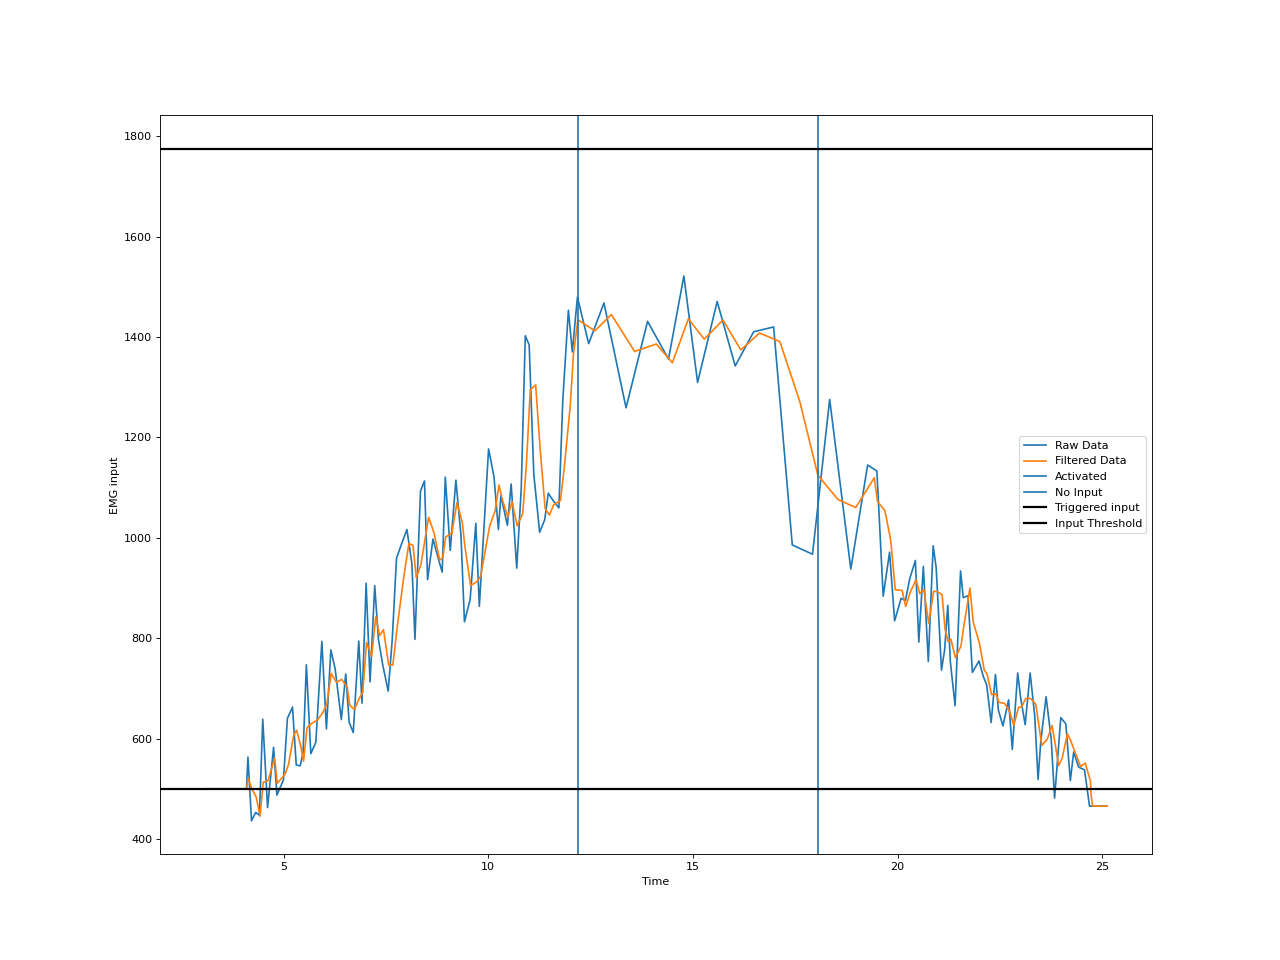 1800
1600
1400
1200
1000
800
600
400
EMG input
Raw Data
Filtered Data
Activated
No Input
Triggered input
Input Threshold
5
10
15
20
25
Time